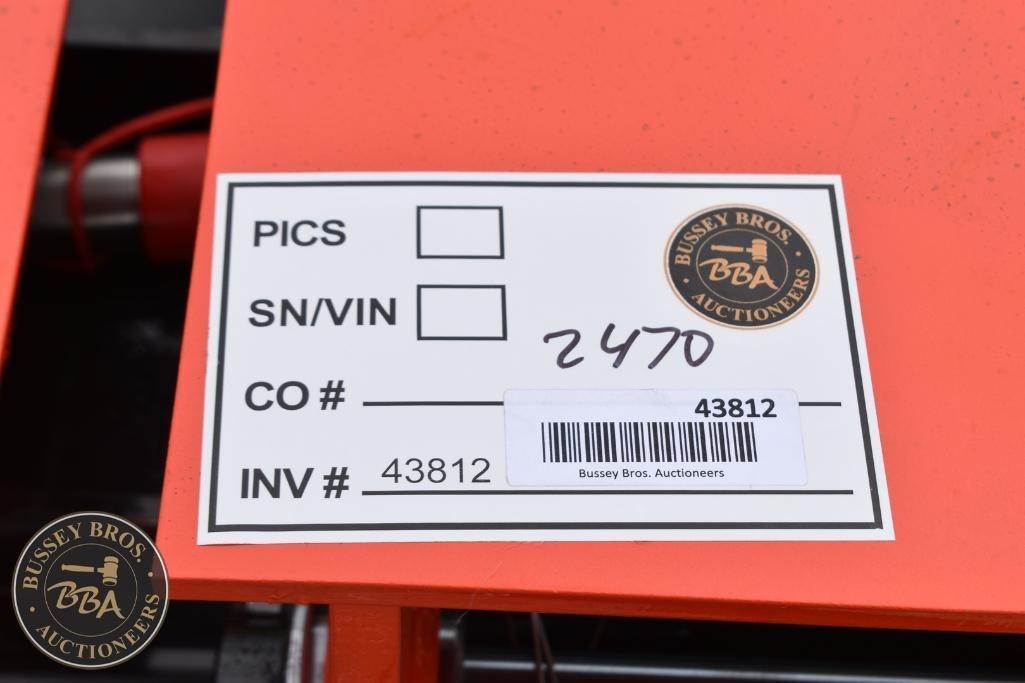 PICS
BUSSEY BROS.
BBA
AUCTIONEERS
SN/VIN
2470
CO #
43812
INV # 43812
Bussey Bros. Auctioneers
BUSSEY BROS.
BBA
AUCTIONEERS